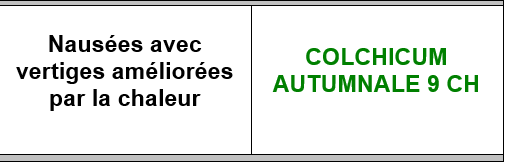 Nausées avec
vertiges améliorées
par la chaleur
COLCHICUM
AUTUMNALE 9 CH